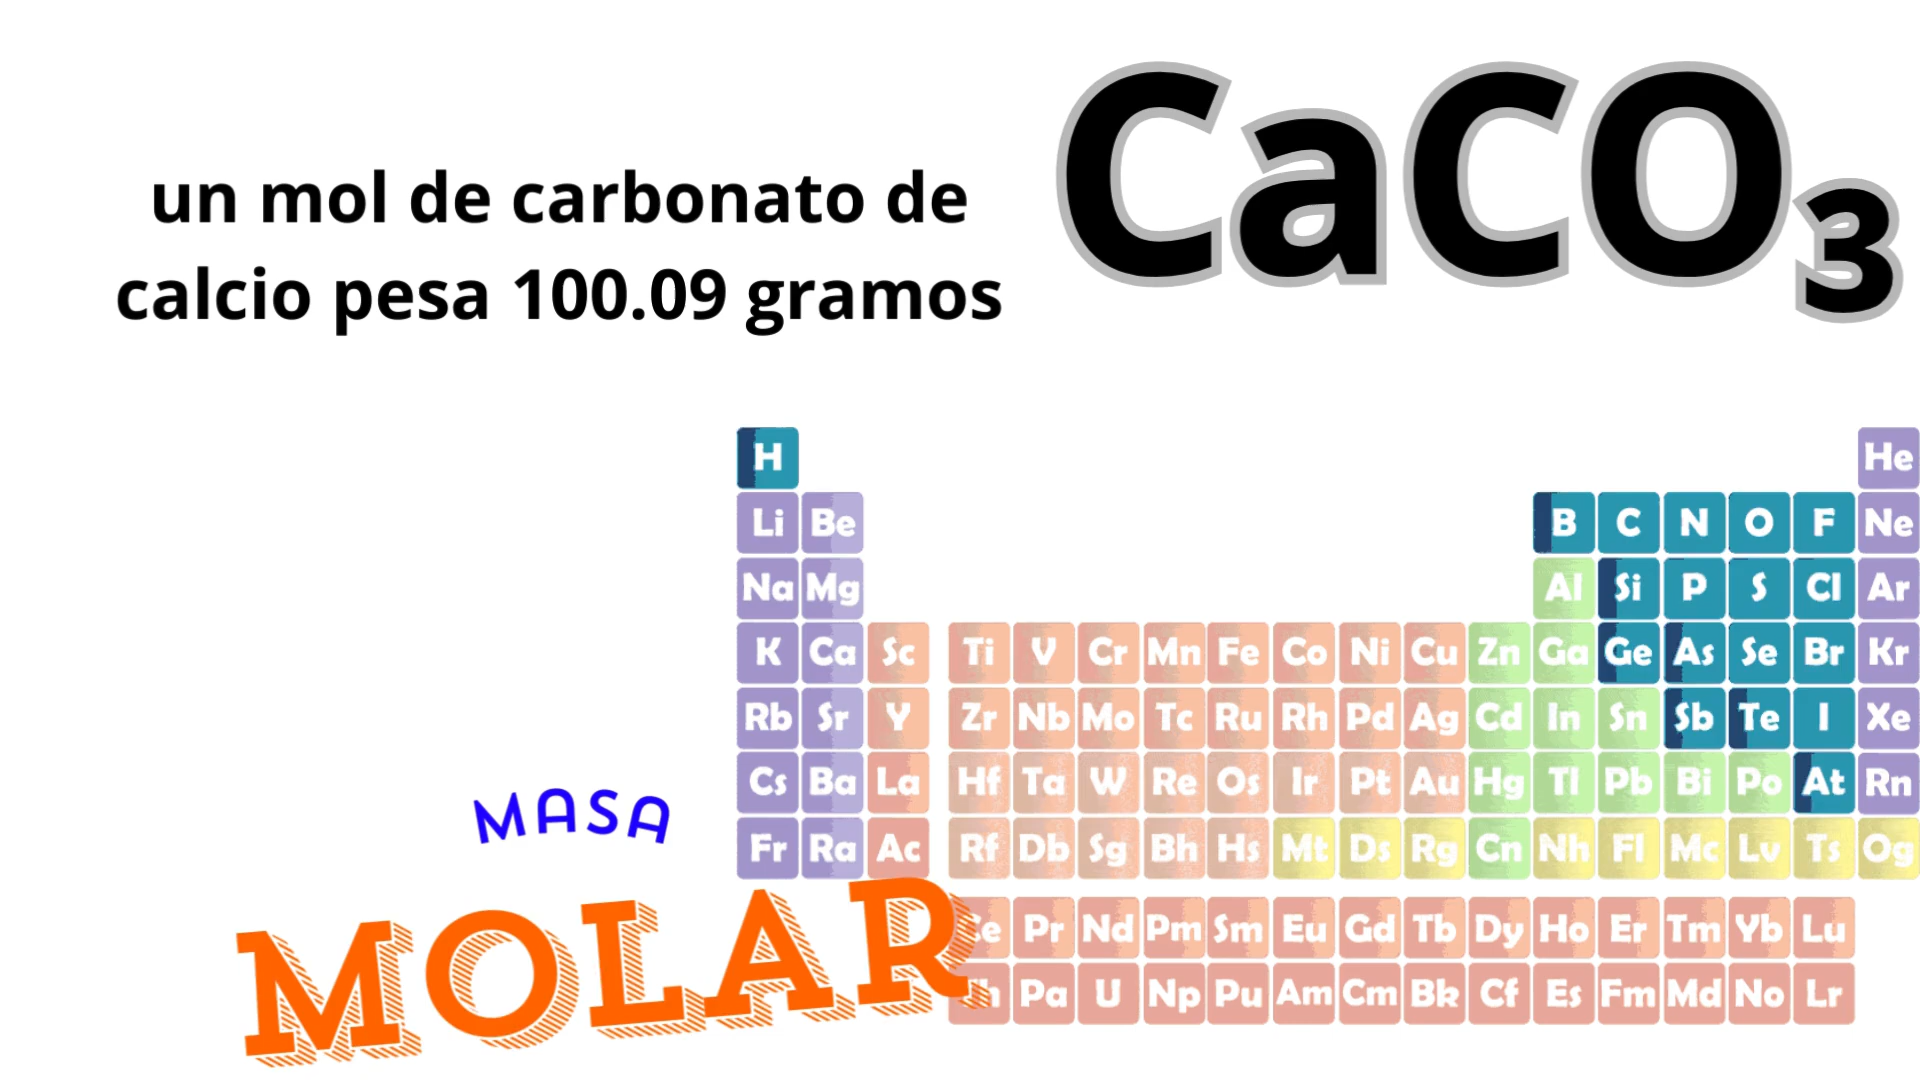 CaCO₃
un mol de carbonato de
calcio pesa 100.09 gramos
H He
Li Be B C N O F Ne
Na Mg Al Si P S Cl Ar
K Ca Sc Ti V Cr Mn Fe Co Ni Cu Zn Ga Ge As Se Br Kr
Rb Sr Y Zr Nb Mo Tc Ru Rh Pd Ag Cd In Sn Sb Te I Xe
Cs Ba La Hf Ta W Re Os Ir Pt Au Hg Tl Pb Bi Po At Rn
Fr Ra Ac Rf Db Sg Bh Hs Mt Ds Rg Cn Nh Fl Mc Lv Ts Og
Pr Nd Pm Sm Eu Gd Tb Dy Ho Er Tm Yb Lu
Pa U Np Pu Am Cm Bk Cf Es Fm Md No Lr
MASA
MOLAR